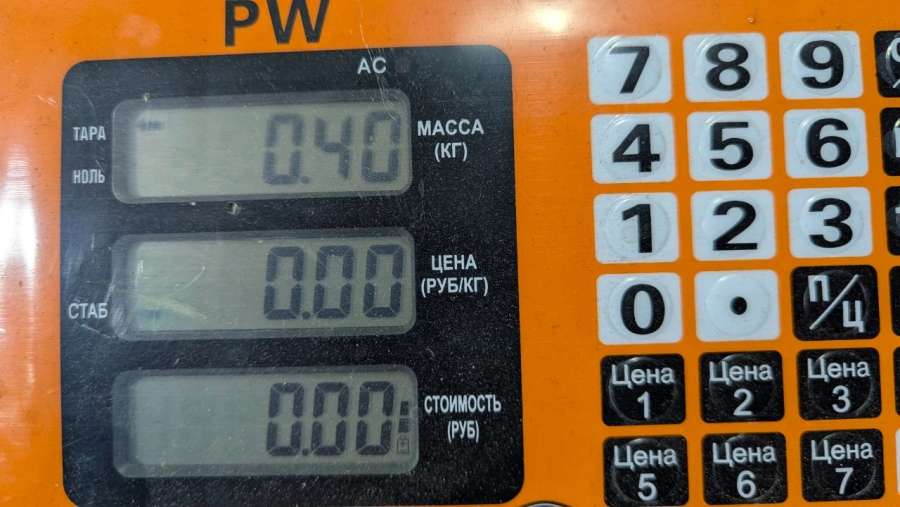 PW
AC
ТАРА
НОЛЬ
0.40
МАССА
(КГ)
СТАБ
0.00
ЦЕНА
(РУБ/КГ)
0.00
СТОИМОСТЬ
(РУБ)
7 8 9
4 5 6
1 2 3
0 . П/Ц
Цена 1
Цена 2
Цена 3
Цена 5
Цена 6
Цена 7